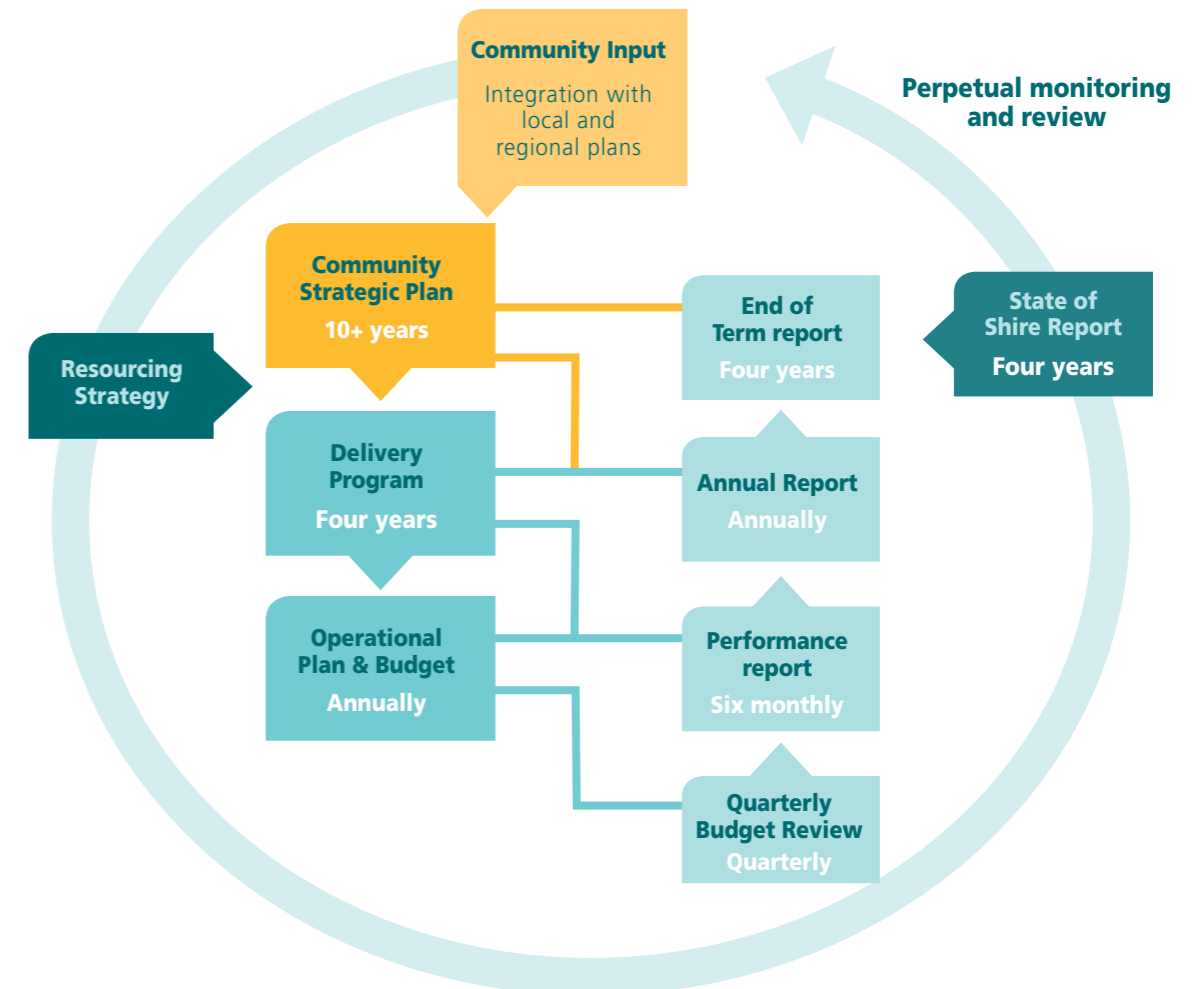 Community Input
Integration with
local and
regional plans
Perpetual monitoring
and review
Community
Strategic Plan
10+ years
End of
Term report
Four years
State of
Shire Report
Four years
Resourcing
Strategy
Delivery
Program
Four years
Annual Report
Annually
Operational
Plan & Budget
Annually
Performance
report
Six monthly
Quarterly
Budget Review
Quarterly